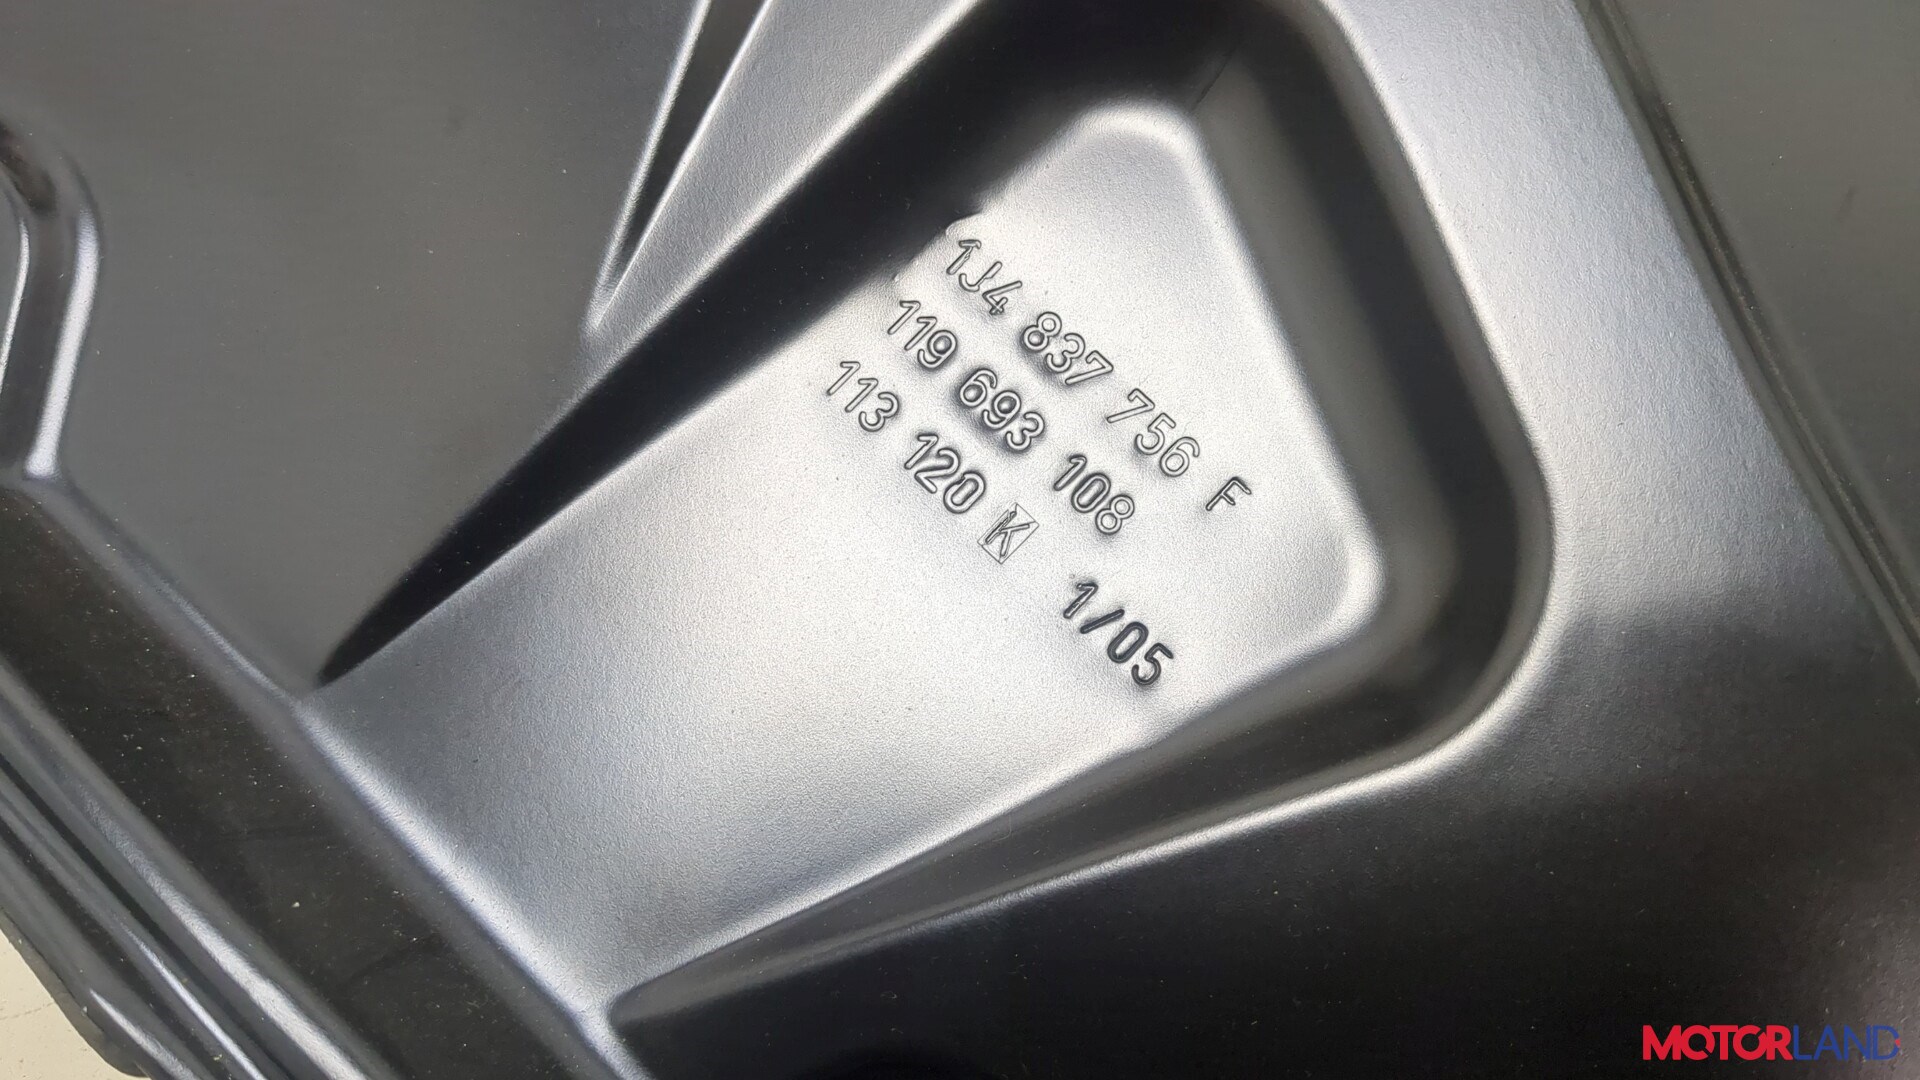 1J4 837 756 F
119 693 108
113 120 K 1/05
MOTORLAND